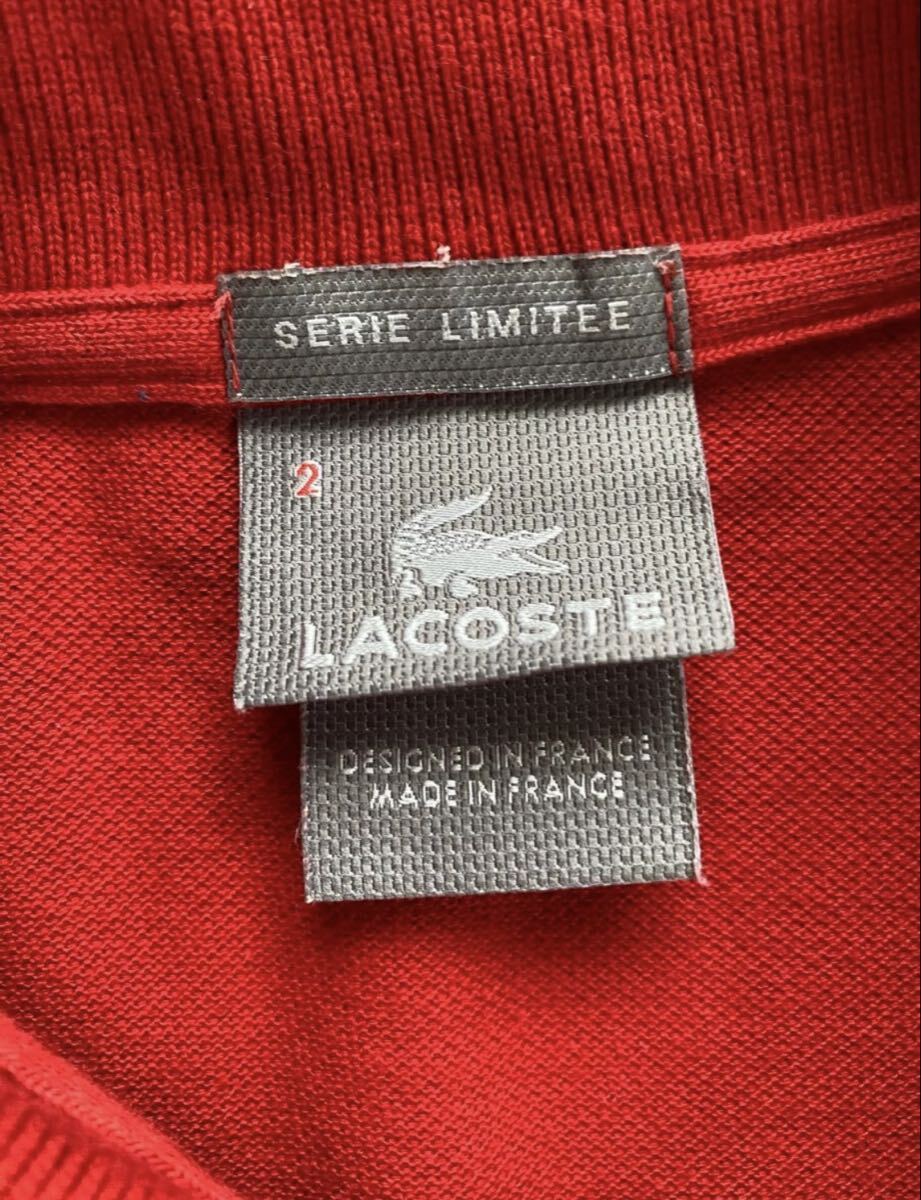 SERIE LIMITEE
2
LACOSTE
DESIGNED IN FRANCE
MADE IN FRANCE